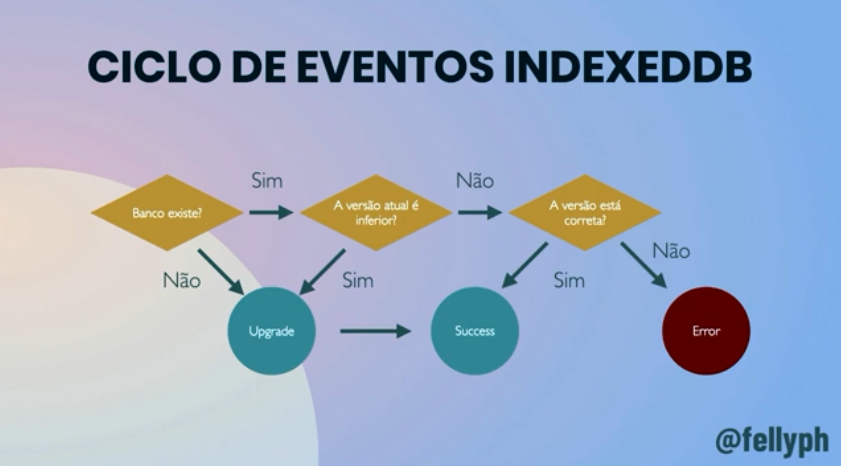 CICLO DE EVENTOS INDEXEDDB
Sim
Não
Banco existe?
A versão atual é
inferior?
A versão está
correta?
Não
Sim
Sim
Não
Upgrade
Success
Error
@fellyph